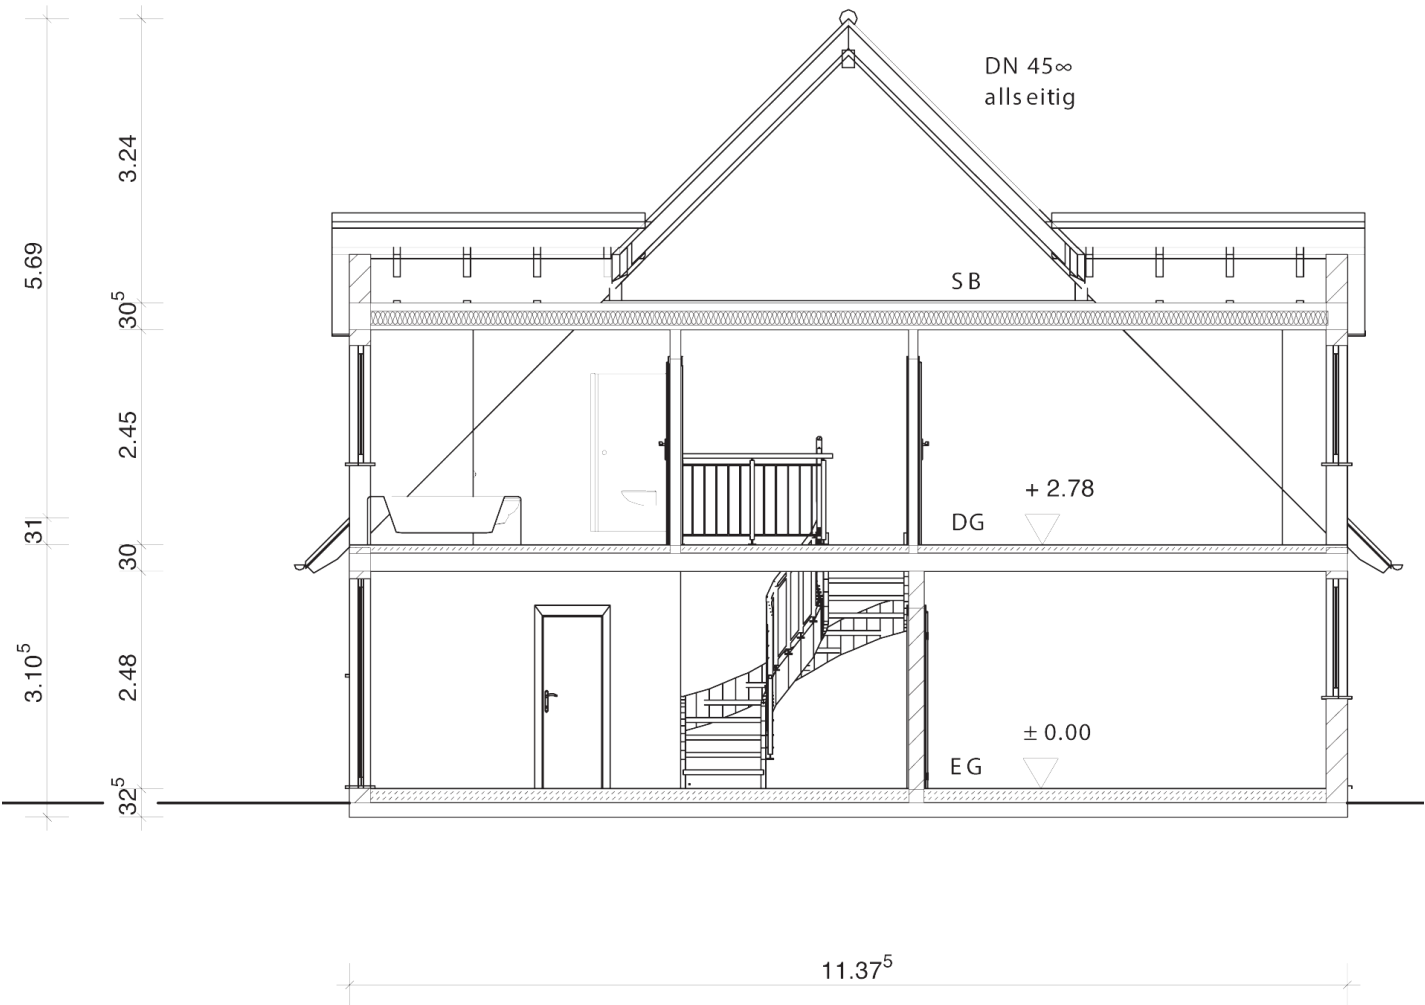 DN 45∞
allseitig
3.24
5.69
SB
30⁵
2.45
+ 2.78
DG
31
30
3.10⁵
2.48
± 0.00
EG
32⁵
11.37⁵